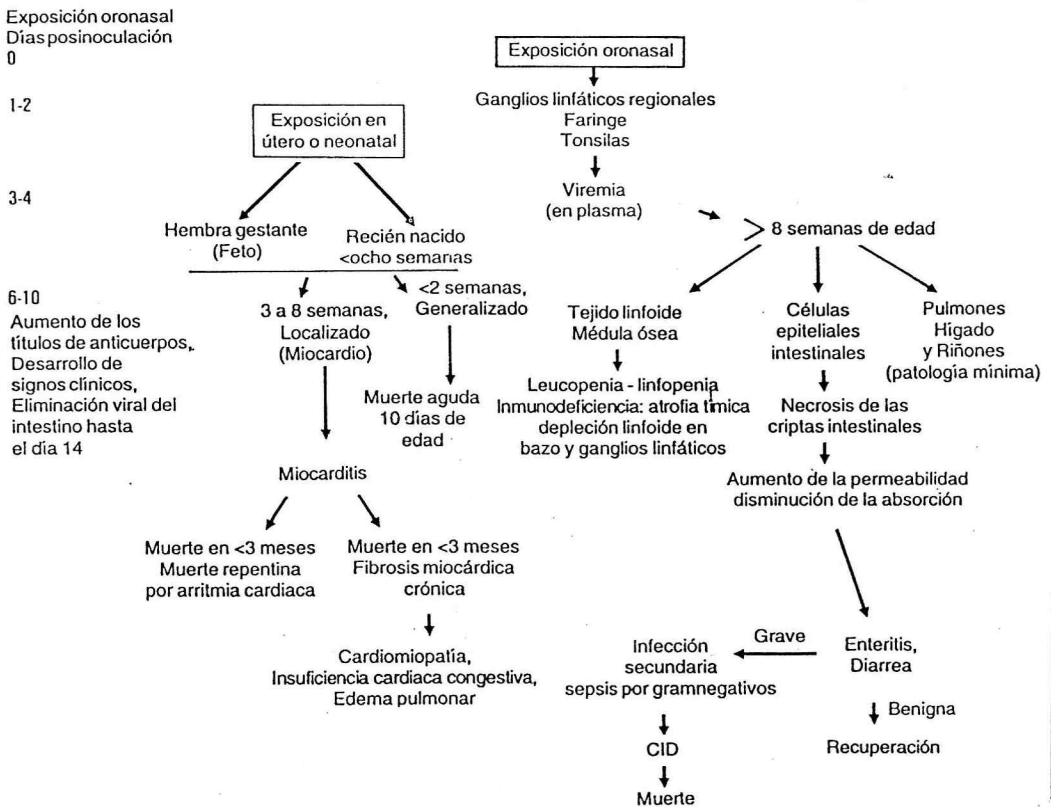 Exposición oronasal
Días posinoculación
0
1-2
3-4
6-10
Aumento de los
títulos de anticuerpos,
Desarrollo de
signos clínicos,
Eliminación viral del
intestino hasta
el día 14
Exposición en
útero o neonatal
Hembra gestante
(Feto)
Recién nacido
<ocho semanas
3 a 8 semanas,
Localizado
(Miocardio)
<2 semanas,
Generalizado
Muerte aguda
10 días de
edad
Miocarditis
Muerte en <3 meses
Muerte repentina
por arritmia cardiaca
Muerte en <3 meses
Fibrosis miocárdica
crónica
Cardiomiopatía,
Insuficiencia cardiaca congestiva,
Edema pulmonar
Exposición oronasal
Ganglios linfáticos regionales
Faringe
Tonsilas
Viremia
(en plasma)
> 8 semanas de edad
Tejido linfoide
Médula ósea
Leucopenia - linfopenia
Inmunodeficiencia: atrofia tímica
depleción linfoide en
bazo y ganglios linfáticos
Células
epiteliales
intestinales
Necrosis de las
criptas intestinales
Aumento de la permeabilidad
disminución de la absorción
Pulmones
Hígado
y Riñones
(patología mínima)
Enteritis,
Diarrea
Grave
Infección
secundaria
sepsis por gramnegativos
CID
Muerte
Benigna
Recuperación